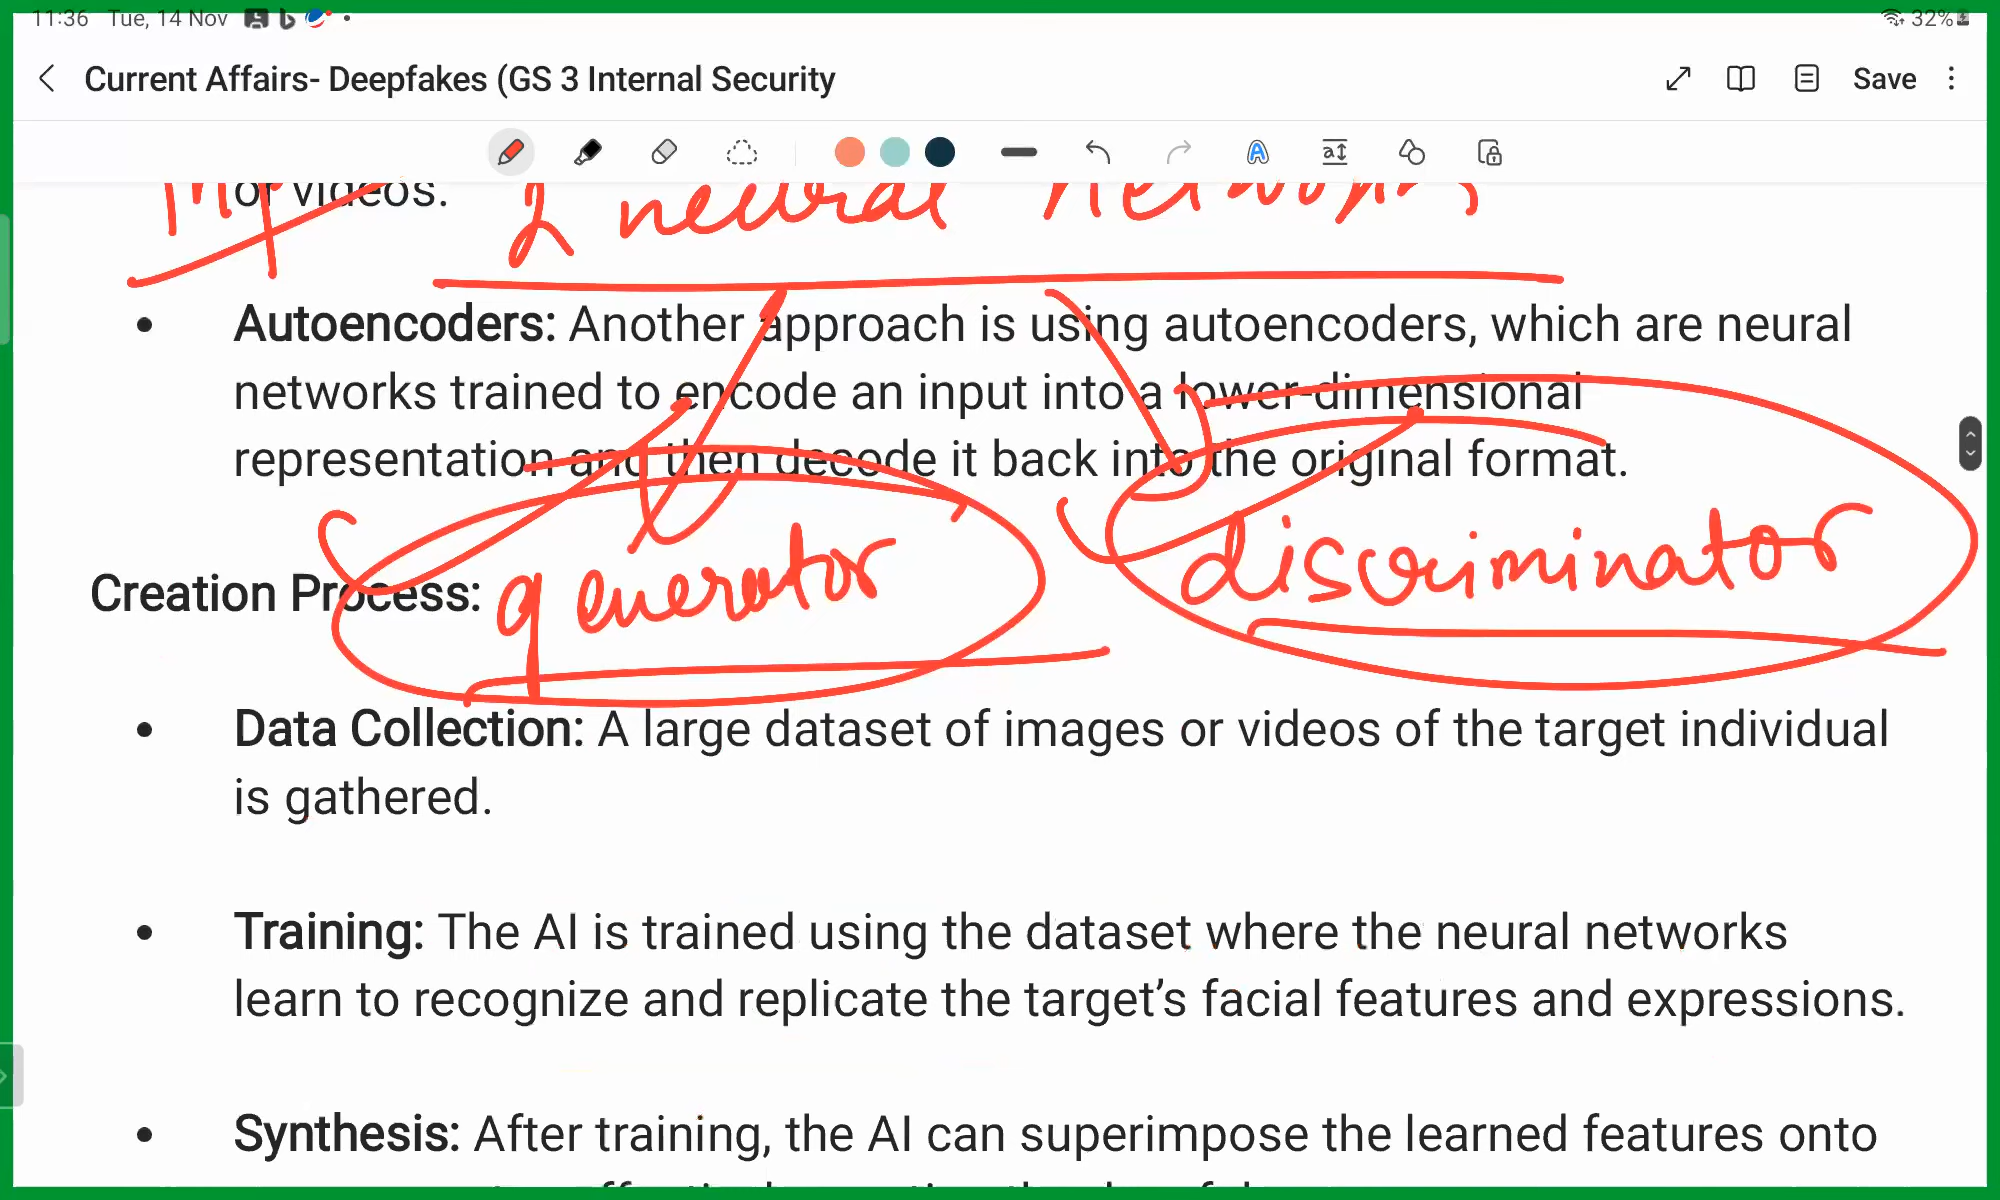 11:36 Tue, 14 Nov 32%
Current Affairs- Deepfakes (GS 3 Internal Security
Save
or videos.
2 neural Networks
Autoencoders: Another approach is using autoencoders, which are neural
networks trained to encode an input into a lower-dimensional
representation and then decode it back into the original format.
generator discriminator
Creation Process:
Data Collection: A large dataset of images or videos of the target individual
is gathered.
Training: The AI is trained using the dataset where the neural networks
learn to recognize and replicate the target’s facial features and expressions.
Synthesis: After training, the AI can superimpose the learned features onto